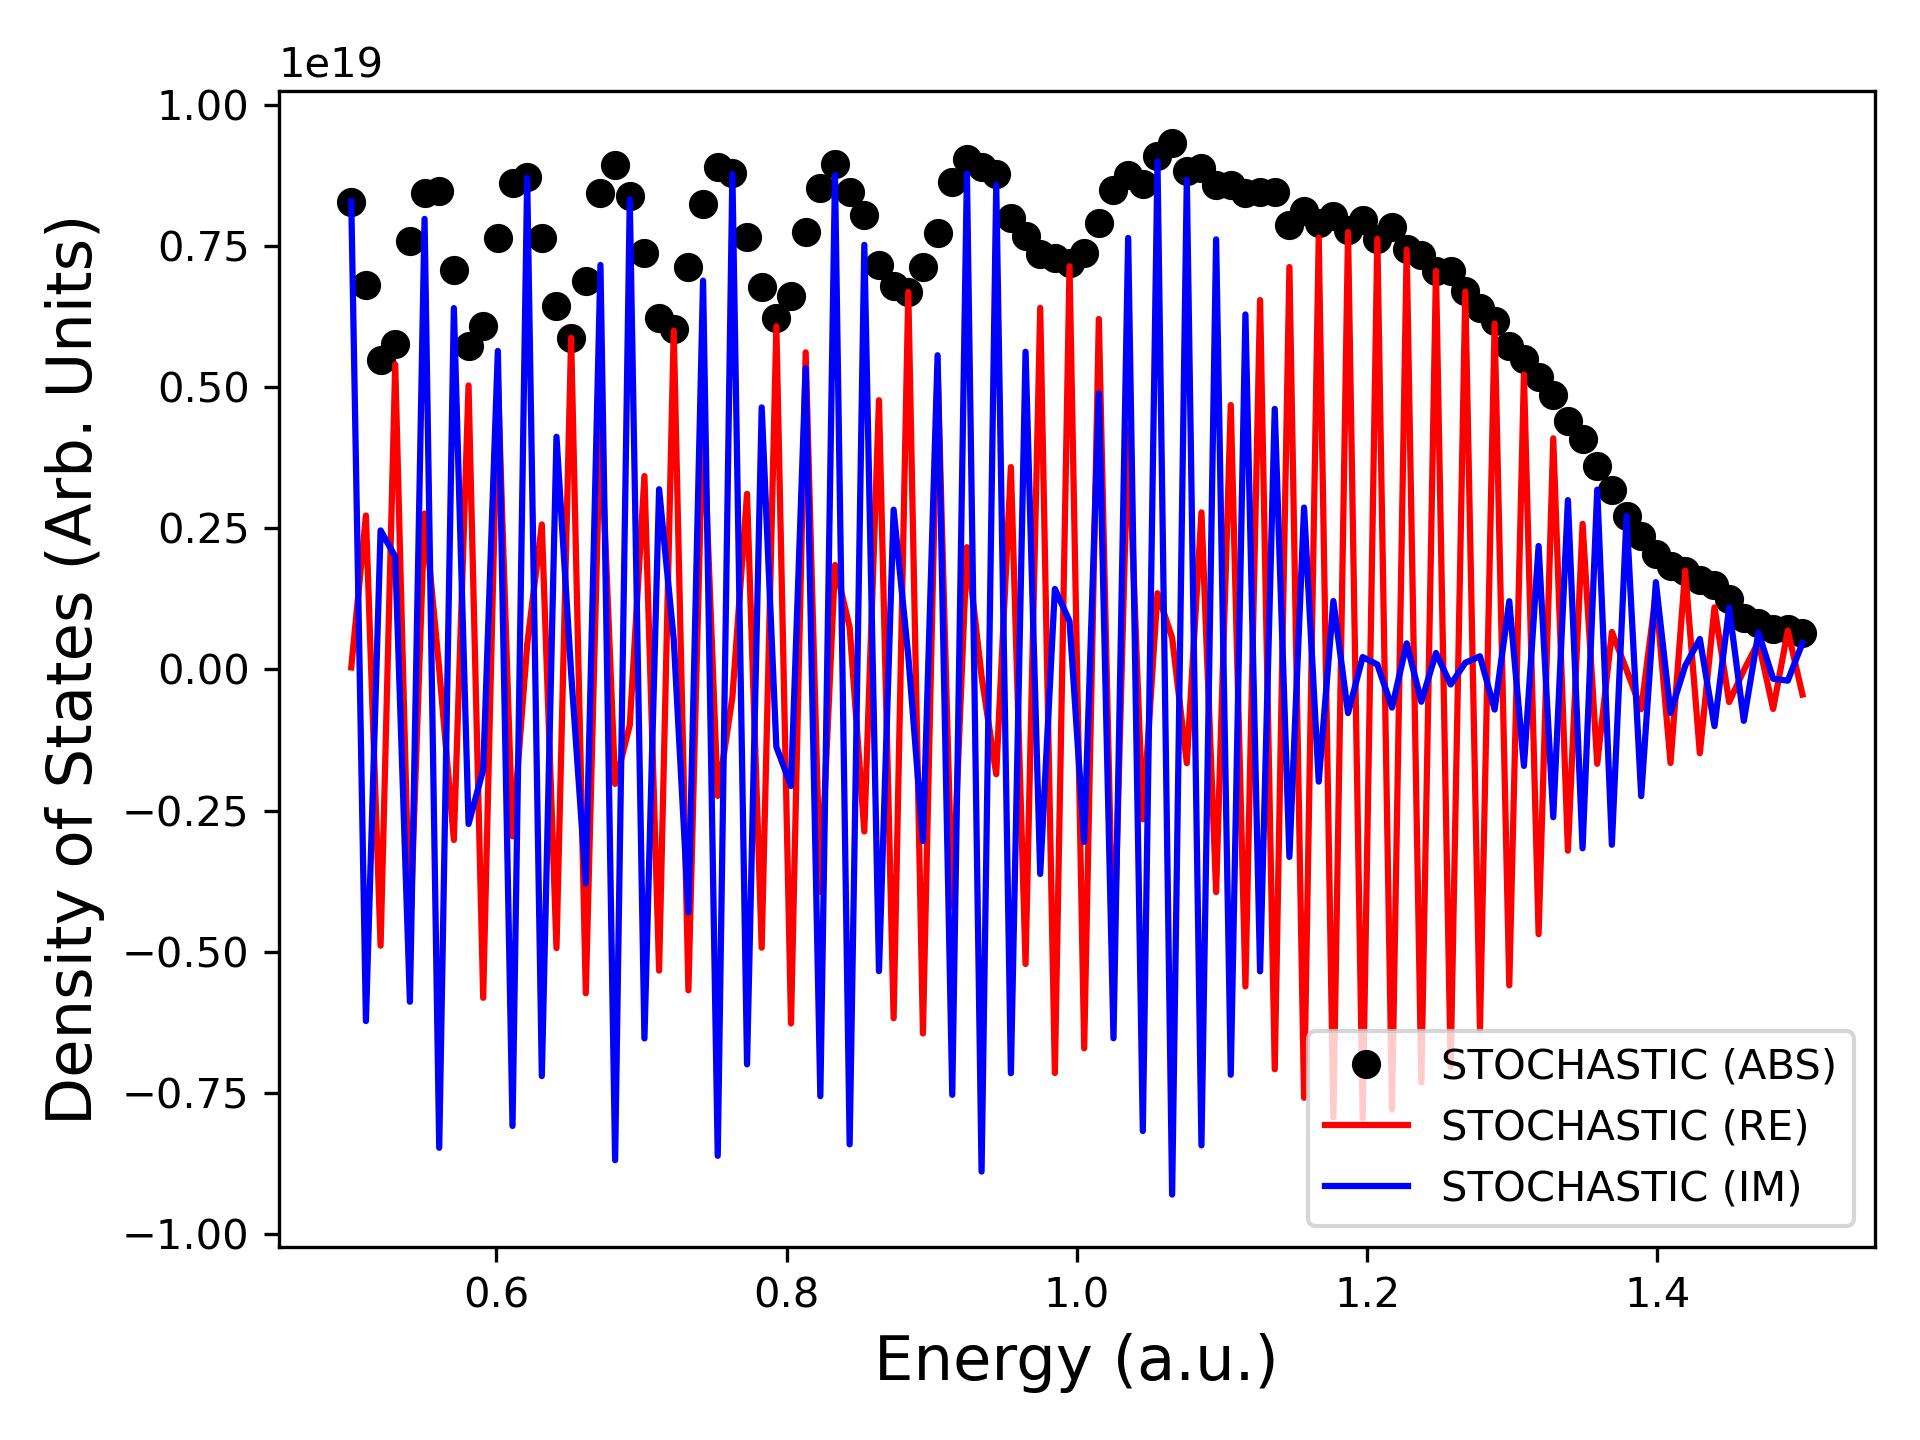 1e19
1.00
0.75
0.50
0.25
0.00
−0.25
−0.50
−0.75
−1.00
Density of States (Arb. Units)
STOCHASTIC (ABS)
STOCHASTIC (RE)
STOCHASTIC (IM)
0.6 0.8 1.0 1.2 1.4
Energy (a.u.)